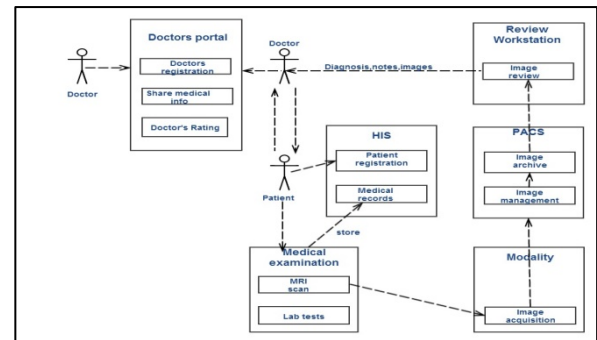 Doctors portal
Doctors
registration
Share medical
info
Doctor's Rating
Doctor
Doctor
Diagnosis,notes,images
Review
Workstation
Image
review
HIS
Patient
registration
Medical
records
Patient
store
PACS
Image
archive
Image
management
Medical
examination
MRI
scan
Lab tests
Modality
Image
acquisition